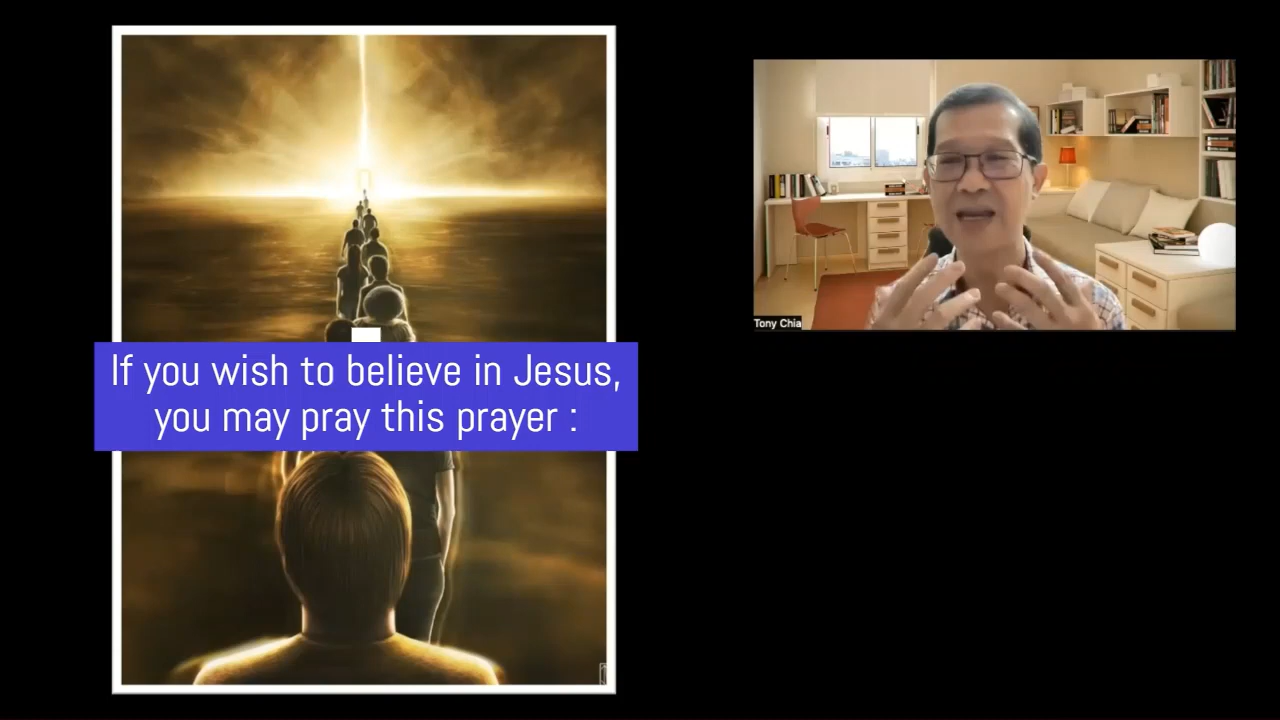 If you wish to believe in Jesus,
you may pray this prayer :
Tony Chia